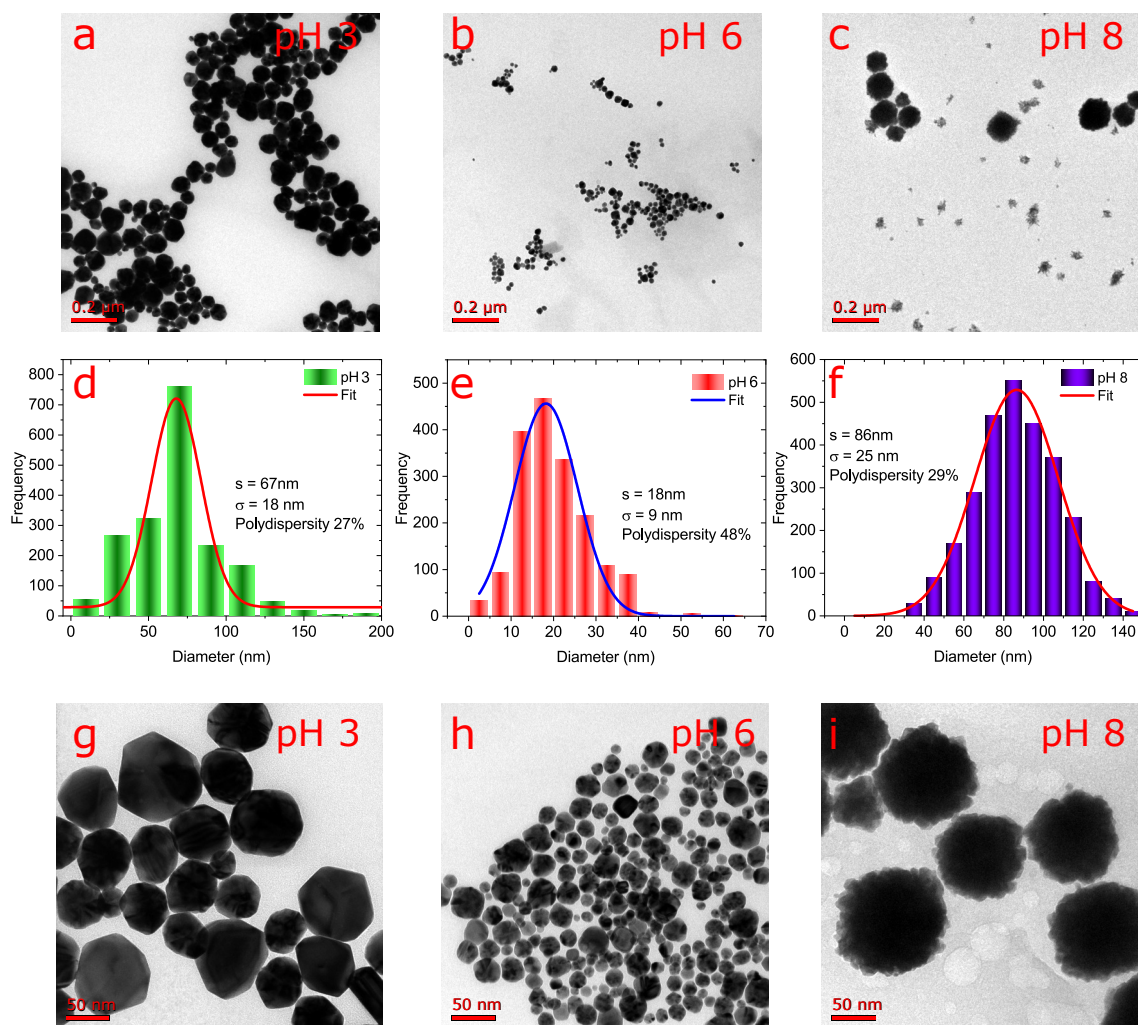 a
pH 3
0.2 µm
b
pH 6
0.2 µm
c
pH 8
0.2 µm
d
pH 3
Fit
s = 67nm
σ = 18 nm
Polydispersity 27%
Frequency
800
700
600
500
400
300
200
100
0
0 50 100 150 200
Diameter (nm)
e
pH 6
Fit
s = 18nm
σ = 9 nm
Polydispersity 48%
Frequency
500
400
300
200
100
0
0 10 20 30 40 50 60 70
Diameter (nm)
f
pH 8
Fit
s = 86nm
σ = 25 nm
Polydispersity 29%
Frequency
600
500
400
300
200
100
0
0 20 40 60 80 100 120 140
Diameter (nm)
g
pH 3
50 nm
h
pH 6
50 nm
i
pH 8
50 nm